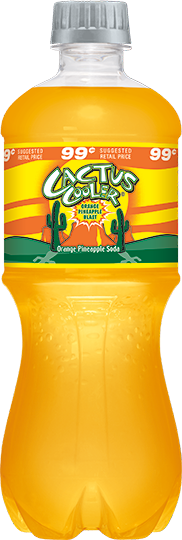 99¢ SUGGESTED RETAIL PRICE 99¢ SUGGESTED RETAIL PRICE 99¢
CACTUS
COOLER
ORANGE
PINEAPPLE
BLAST
Orange Pineapple Soda